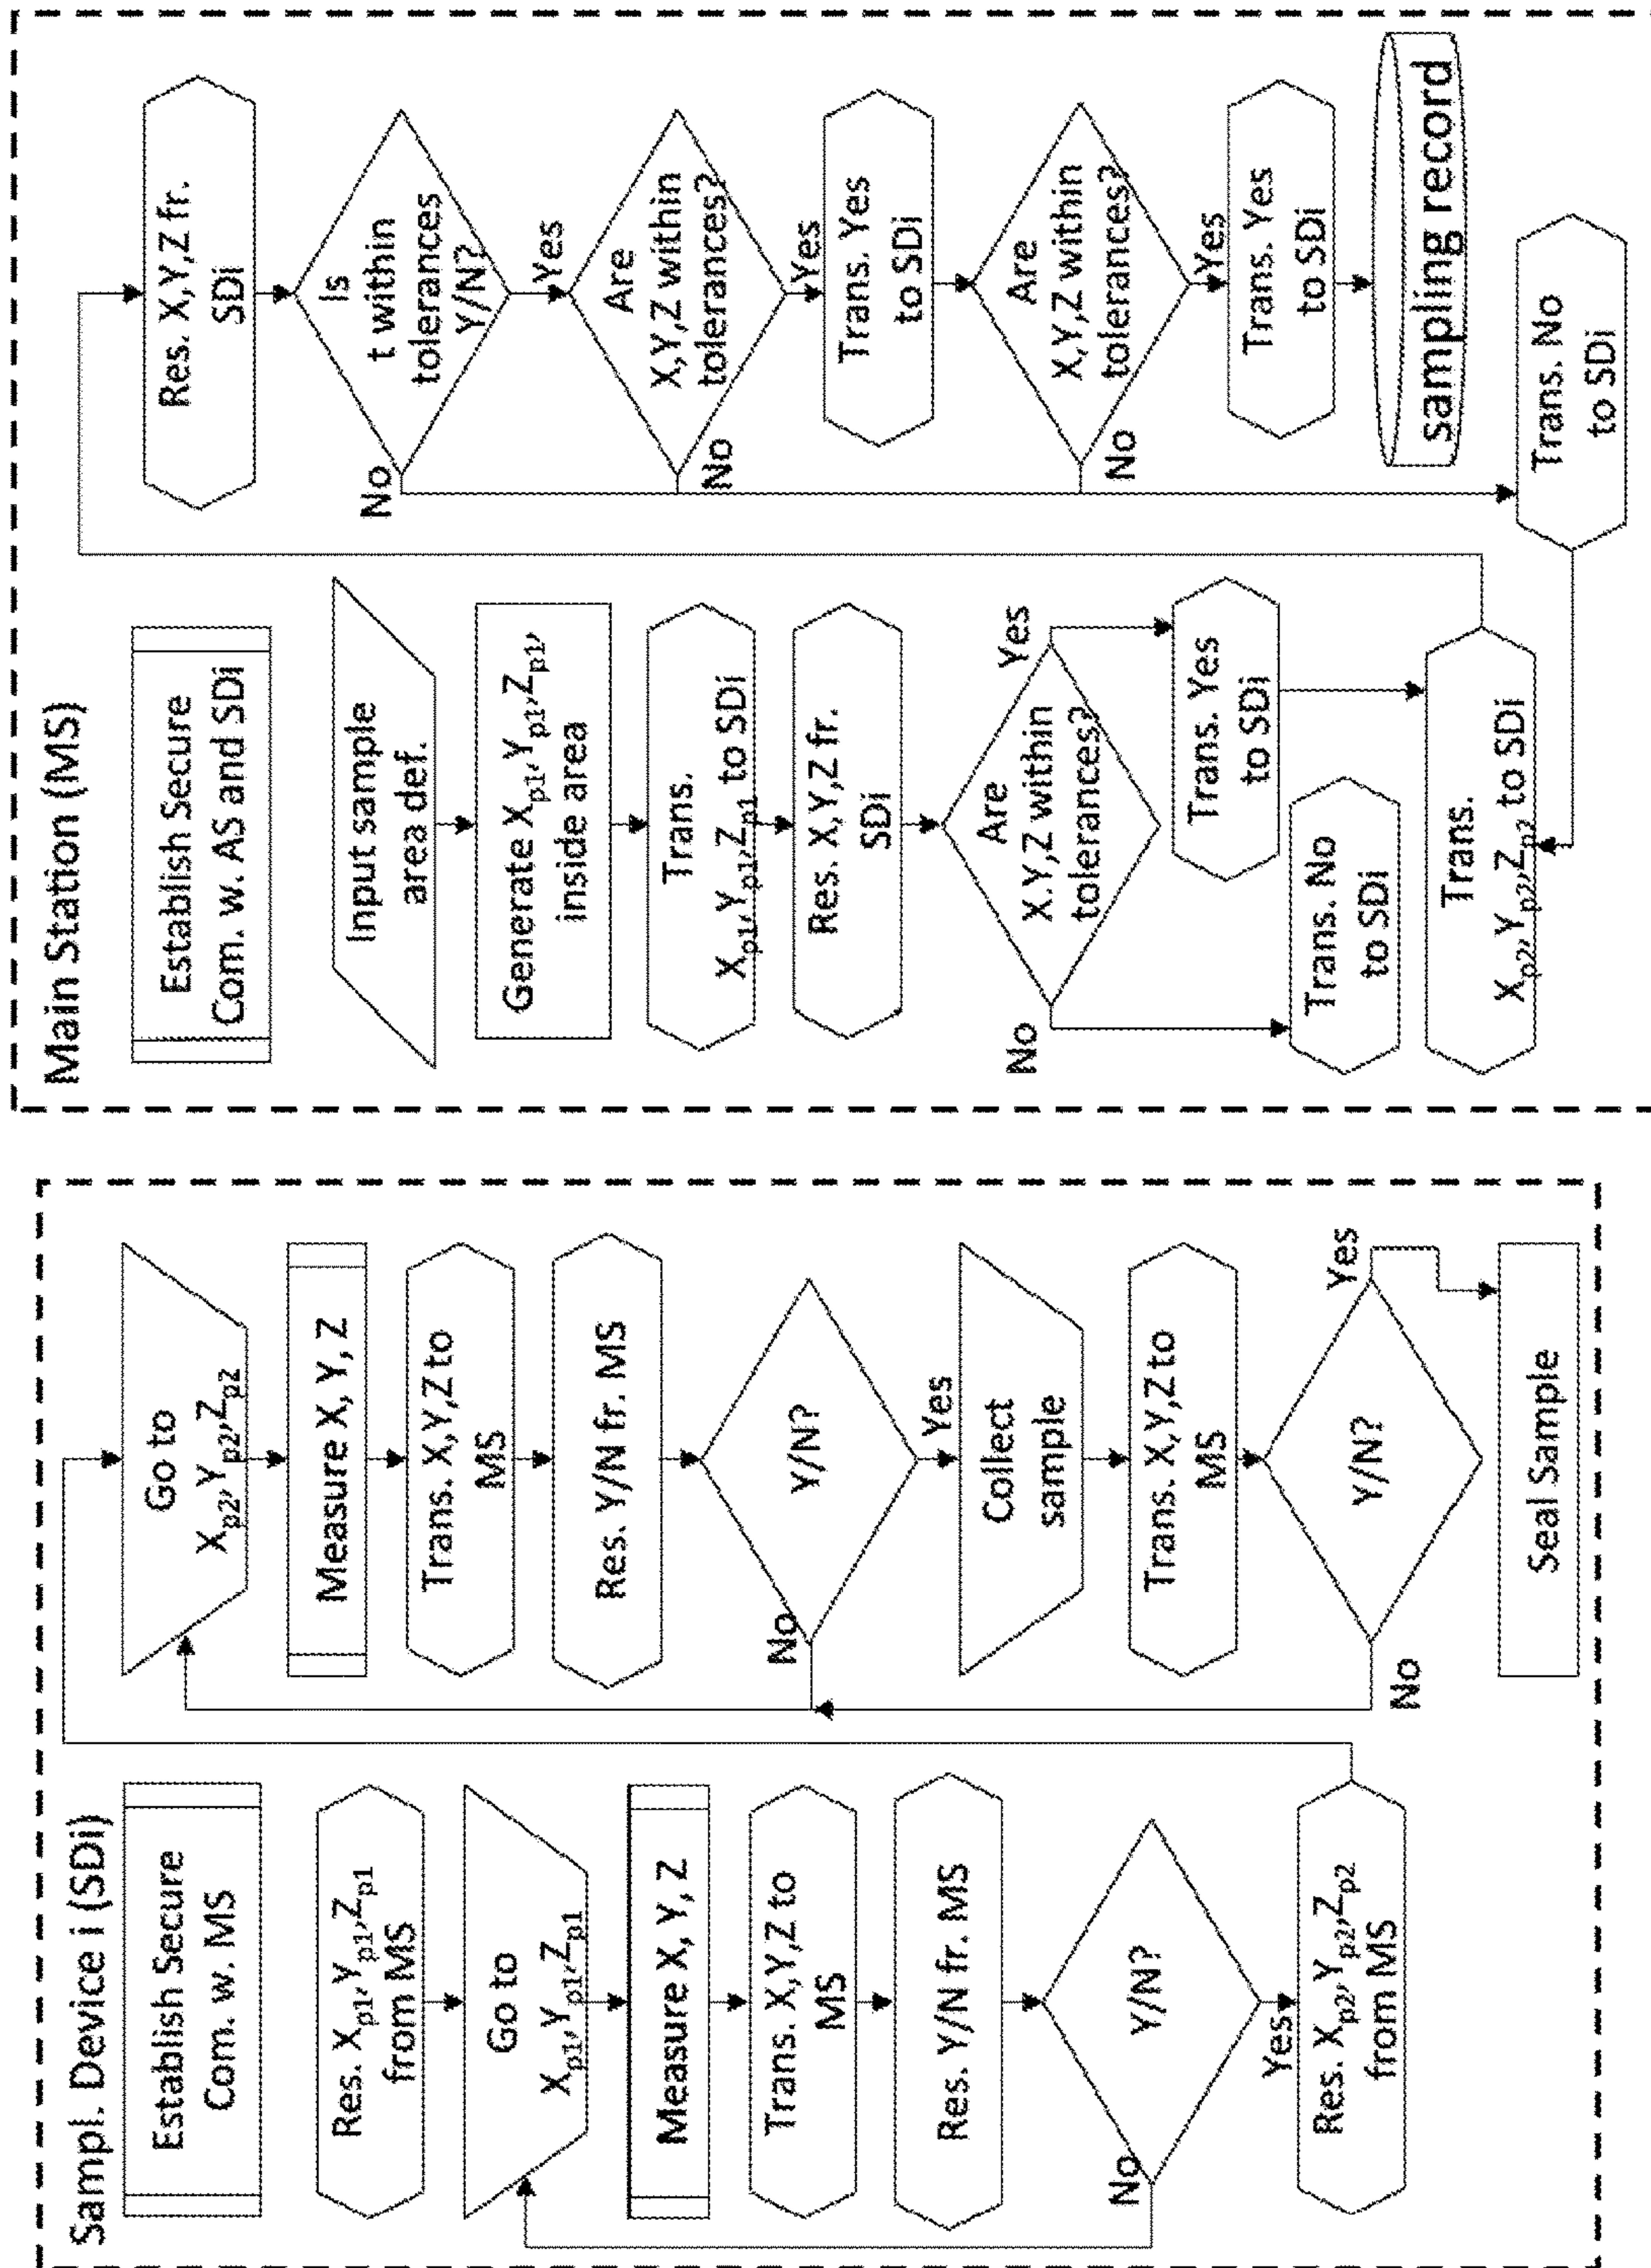 Sampl. Device i (SDi)
Establish Secure
Com. w. MS
Res. Xp1, Yp1, Zp1
from MS
Go to
Xp1, Yp1, Zp1
Measure X, Y, Z
Trans. X,Y,Z to
MS
Res. Y/N fr. MS
Y/N?
No
Yes
Res. Xp2, Yp2, Zp2
from MS
Go to
Xp2, Yp2, Zp2
Measure X, Y, Z
Trans. X,Y,Z to
MS
Res. Y/N fr. MS
Y/N?
No
Yes
Collect
sample
Trans. X,Y,Z to
MS
Y/N?
Yes
No
Seal Sample
Main Station (MS)
Establish Secure
Com. w. AS and SDi
Input sample
area def.
Generate Xp1, Yp1, Zp1,
inside area
Trans.
Xp1, Yp1, Zp1 to SDi
Res. X,Y,Z fr.
SDi
Are
X.Y,Z within
tolerances?
No
Yes
Trans. Yes
to SDi
Trans. No
to SDi
Trans.
Xp2, Yp2, Zp2 to SDi
Res. X,Y,Z fr.
SDi
Is
t within
tolerances
Y/N?
No
Yes
Are
X,Y,Z within
tolerances?
No
Yes
Trans. Yes
to SDi
Are
X,Y,Z within
tolerances?
No
Yes
Trans. Yes
to SDi
sampling record
Trans. No
to SDi